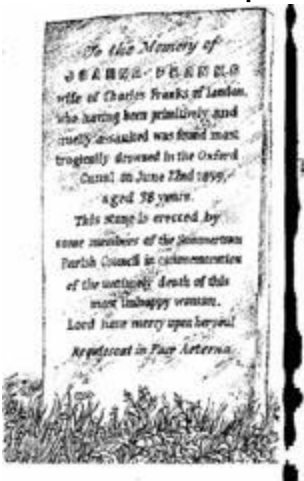 To the Memory of
JOANNA FRANKS
wife of Charles Franks of London,
who having been primitively and
assaulted was found most
tragically drowned in the Oxford
Canal on June 22nd
aged 38 years.
This stone is erected by
some members of the Summertown
Parish Council in commemoration
of the untimely death of this
most unhappy woman.
Lord have mercy upon her soul
Requiescat in Pace Aeterna